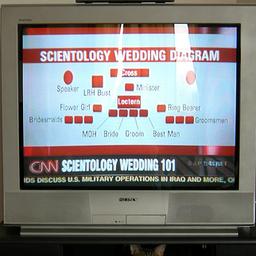 SCIENTOLOGY WEDDING DIAGRAM
Cross
Speaker
Minister
LRH Bust
Lectern
Flower Girl
Ring Bearer
Bridesmaids
Groomsmen
MOH Bride Groom Best Man
CNN SCIENTOLOGY WEDDING 101
IDS DISCUSS U.S. MILITARY OPERATIONS IN IRAQ AND MORE, O
SONY